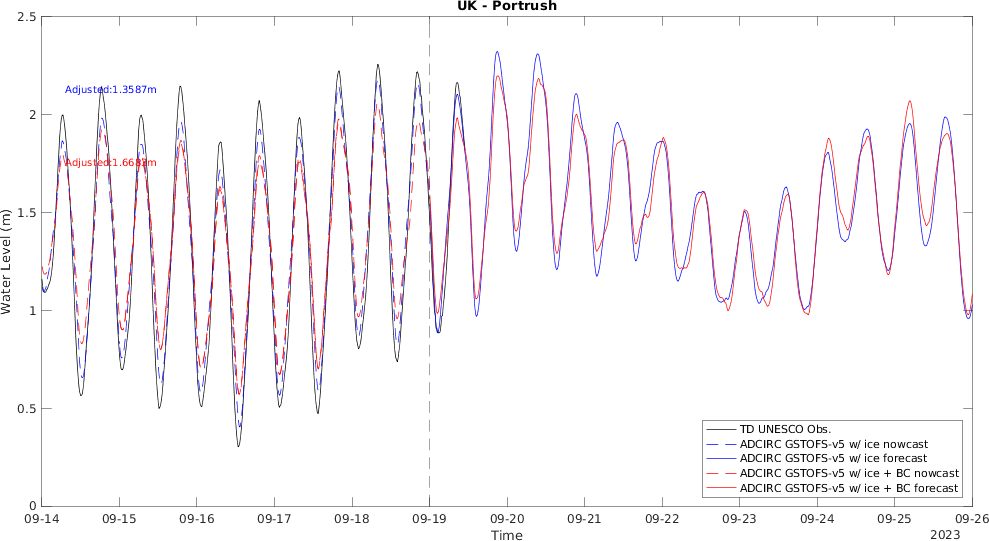 UK - Portrush
2.5
2
1.5
1
0.5
0
Water Level (m)
Adjusted:1.3587m
TD UNESCO Obs.
ADCIRC GSTOFS-v5 w/ ice nowcast
ADCIRC GSTOFS-v5 w/ ice forecast
ADCIRC GSTOFS-v5 w/ ice + BC nowcast
ADCIRC GSTOFS-v5 w/ ice + BC forecast
09-14 09-15 09-16 09-17 09-18 09-19 09-20 09-21 09-22 09-23 09-24 09-25 09-26
Time
2023